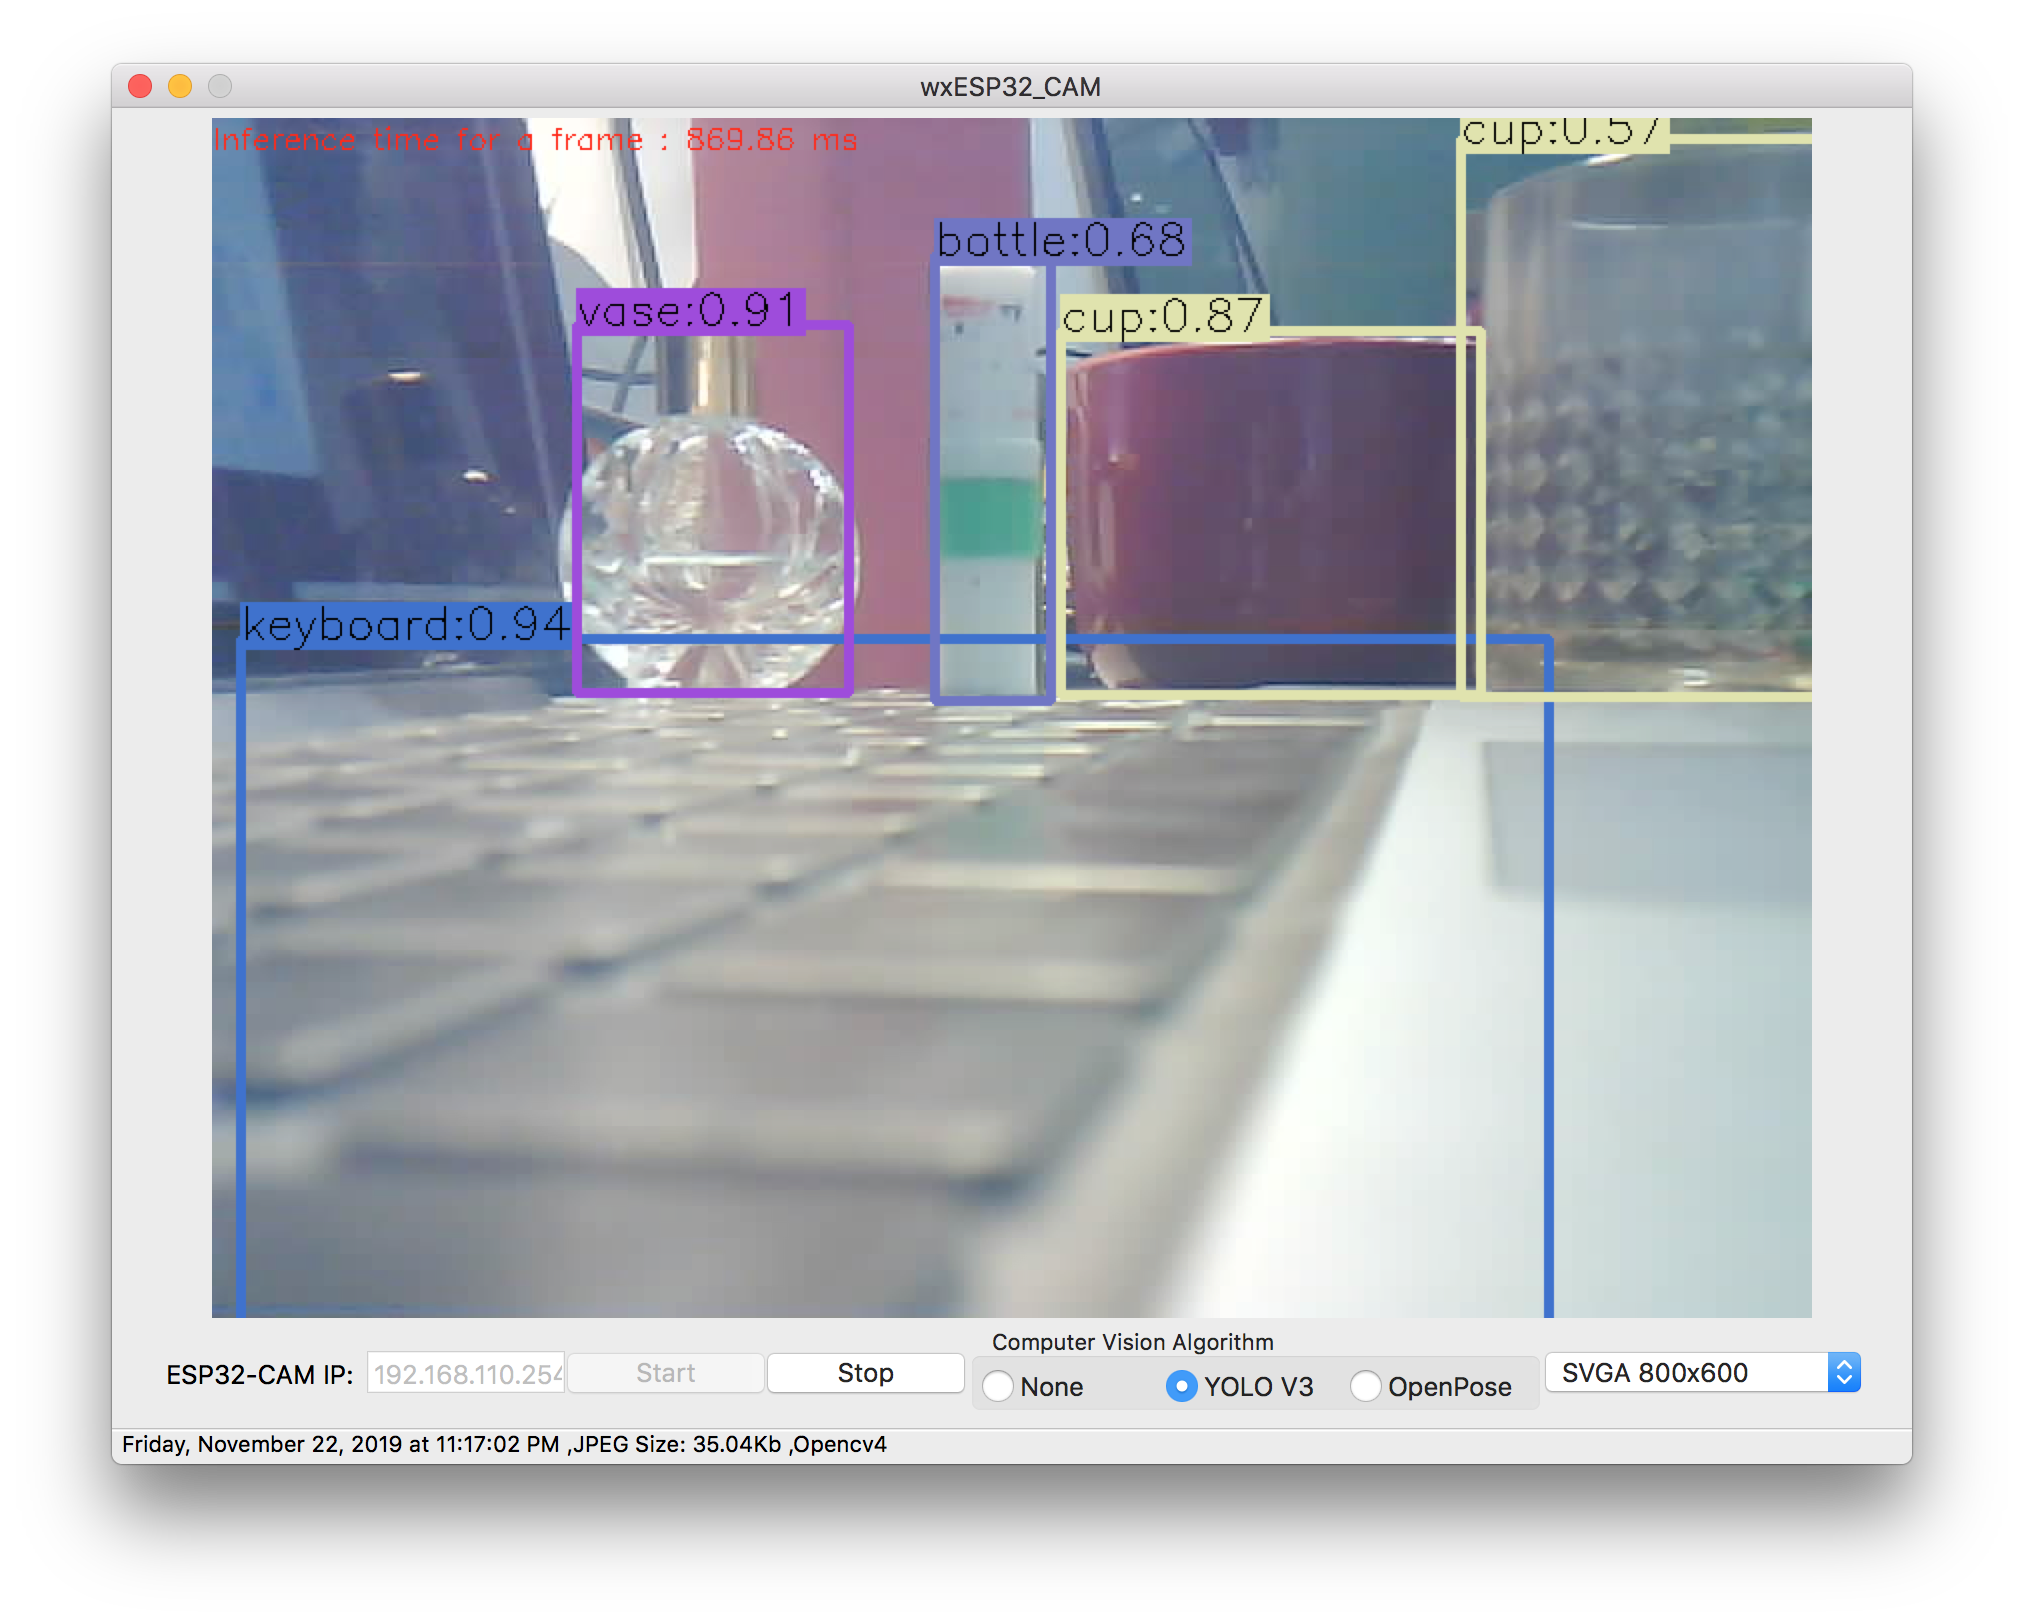 wxESP32_CAM
Inference time for a frame : 869.86 ms
cup:0.57
bottle:0.68
vase:0.91
cup:0.87
keyboard:0.94
Computer Vision Algorithm
ESP32-CAM IP:
192.168.110.254
Start
Stop
None
YOLO V3
OpenPose
SVGA 800x600
Friday, November 22, 2019 at 11:17:02 PM ,JPEG Size: 35.04Kb ,Opencv4